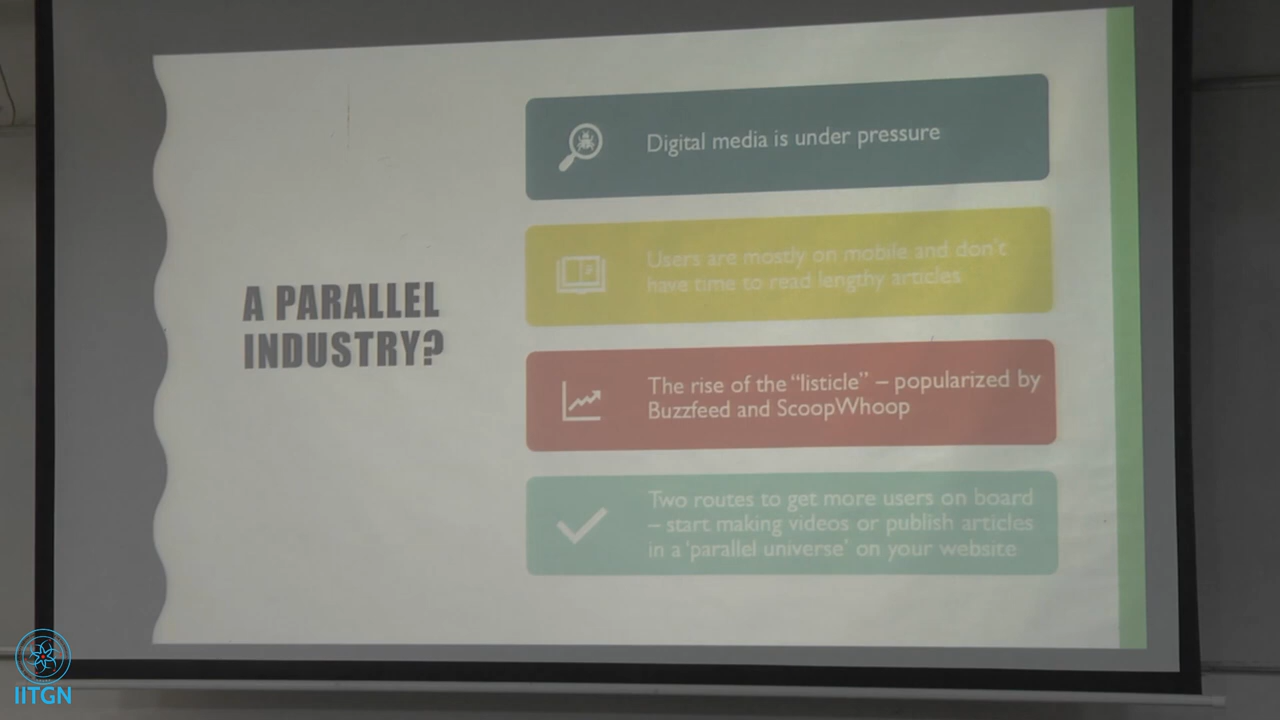 A PARALLEL
INDUSTRY?
Digital media is under pressure
Users are mostly on mobile and don't
have time to read lengthy articles
The rise of the “listicle” – popularized by
Buzzfeed and ScoopWhoop
Two routes to get more users on board
– start making videos or publish articles
in a ‘parallel universe’ on your website
IITGN